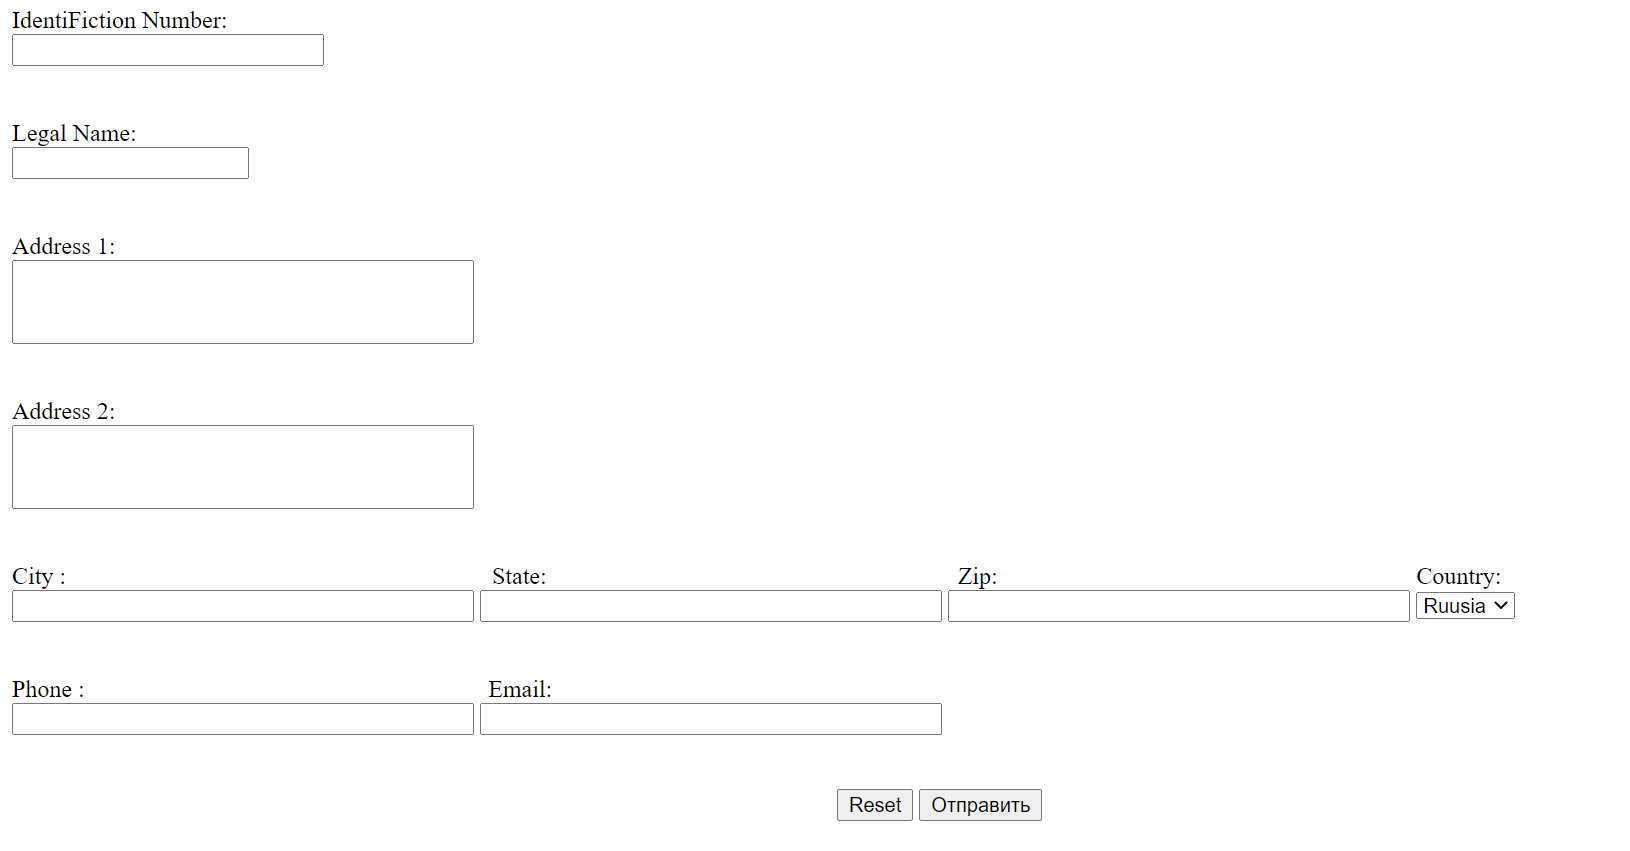 IdentiFiction Number:
Legal Name:
Address 1:
Address 2:
City : State: Zip: Country:
Ruusia
Phone : Email:
Reset Отправить